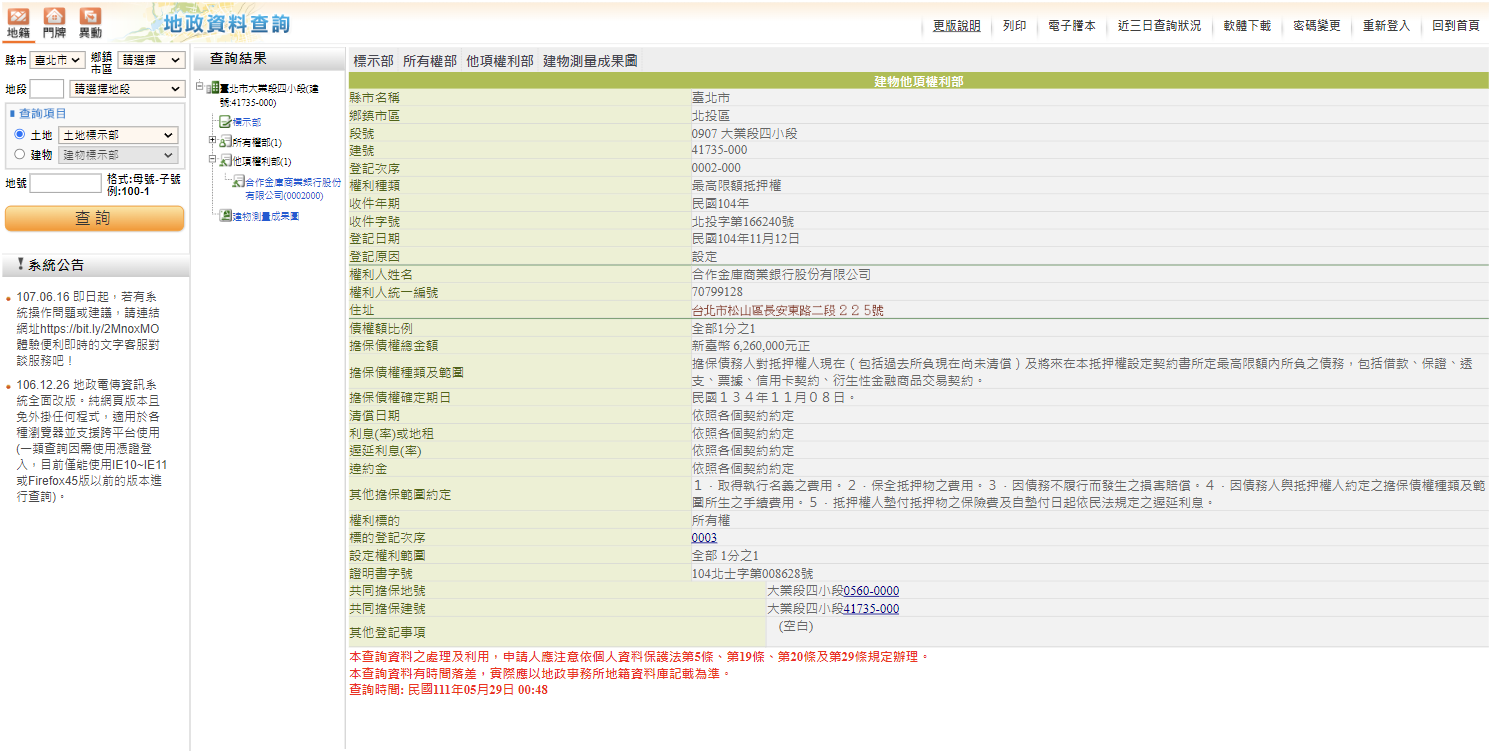 地籍 門牌 異動
地政資料查詢
更版說明 列印 電子謄本 近三日查詢狀況 軟體下載 密碼變更 重新登入 回到首頁
縣市 臺北市 鄉鎮市區 請選擇
地段 請選擇地段
查詢項目
土地 土地標示部
建物 建物標示部
地號 格式:母號-子號
例:100-1
查 詢
系統公告
107.06.16 即日起，若有系
統操作問題或建議，請連結
網址https://bit.ly/2MnoxMO
體驗便利即時的文字客服對
談服務吧！
106.12.26 地政電傳資訊系
統全面改版。純網頁版本且
免外掛任何程式，適用於各
種瀏覽器並支援跨平台使用
(一類查詢因需使用憑證登
入，目前僅能使用IE10~IE11
或Firefox45版以前的版本進
行查詢)。
查詢結果
臺北市大業段四小段(建
號:41735-000)
標示部
所有權部(1)
他項權利部(1)
合作金庫商業銀行股份
有限公司(0002000)
建物測量成果圖
標示部 所有權部 他項權利部 建物測量成果圖
建物他項權利部
縣市名稱 臺北市
鄉鎮市區 北投區
段號 0907 大業段四小段
建號 41735-000
登記次序 0002-000
權利種類 最高限額抵押權
收件年期 民國104年
收件字號 北投字第166240號
登記日期 民國104年11月12日
登記原因 設定
權利人姓名 合作金庫商業銀行股份有限公司
權利人統一編號 70799128
住址 台北市松山區長安東路二段２２５號
債權額比例 全部1分之1
擔保債權總金額 新臺幣 6,260,000元正
擔保債權種類及範圍 擔保債務人對抵押權人現在（包括過去所負現在尚未清償）及將來在本抵押權設定契約書所定最高限額內所負之債務，包括借款、保證、透
支、票據、信用卡契約、衍生性金融商品交易契約。
擔保債權確定期日 民國１３４年１１月０８日。
清償日期 依照各個契約約定
利息(率)或地租 依照各個契約約定
遲延利息(率) 依照各個契約約定
違約金 依照各個契約約定
其他擔保範圍約定 １．取得執行名義之費用。２．保全抵押物之費用。３．因債務不履行而發生之損害賠償。４．因債務人與抵押權人約定之擔保債權種類及範
圍所生之手續費用。５．抵押權人墊付抵押物之保險費及自墊付日起依民法規定之遲延利息。
權利標的 所有權
標的登記次序 0003
設定權利範圍 全部 1分之1
證明書字號 104北士字第008628號
共同擔保地號 大業段四小段0560-0000
共同擔保建號 大業段四小段41735-000
其他登記事項 (空白)
本查詢資料之處理及利用，申請人應注意依個人資料保護法第5條、第19條、第20條及第29條規定辦理。
本查詢資料有時間落差，實際應以地政事務所地籍資料庫記載為準。
查詢時間: 民國111年05月29日 00:48